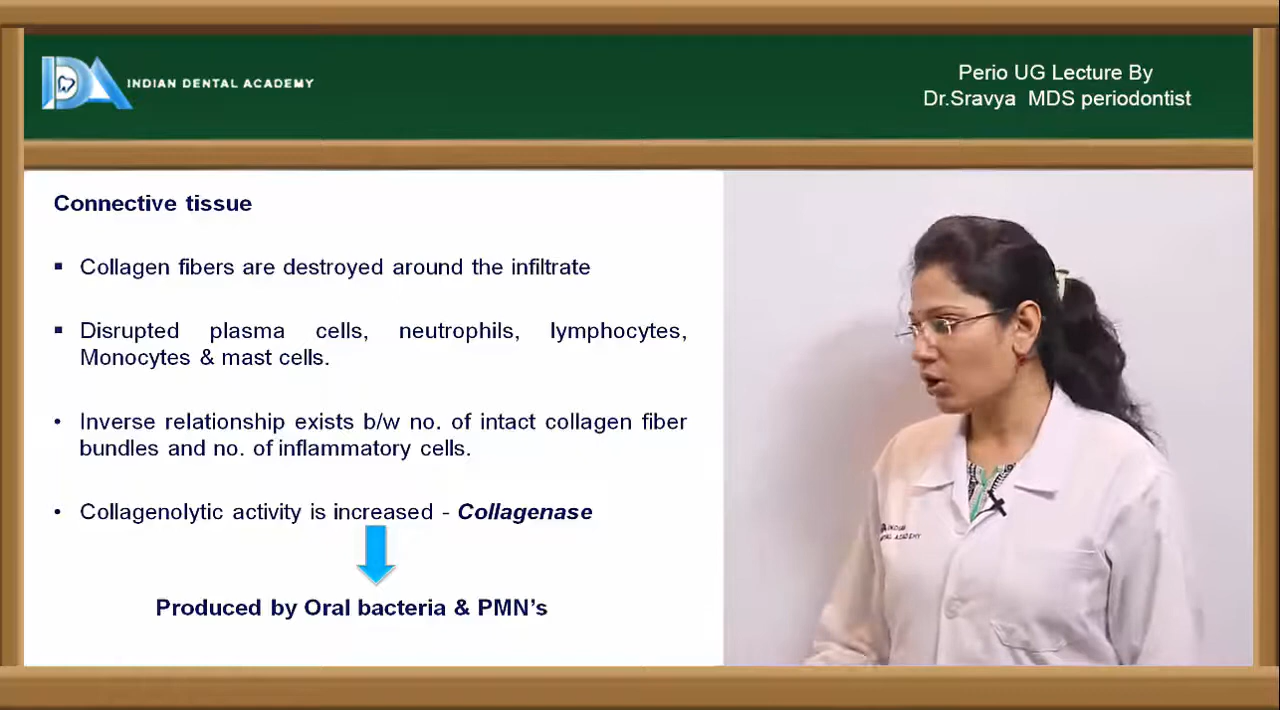 IDA INDIAN DENTAL ACADEMY
Perio UG Lecture By
Dr.Sravya MDS periodontist
Connective tissue
▪ Collagen fibers are destroyed around the infiltrate
▪ Disrupted plasma cells, neutrophils, lymphocytes,
Monocytes & mast cells.
• Inverse relationship exists b/w no. of intact collagen fiber
bundles and no. of inflammatory cells.
• Collagenolytic activity is increased - Collagenase
Produced by Oral bacteria & PMN's